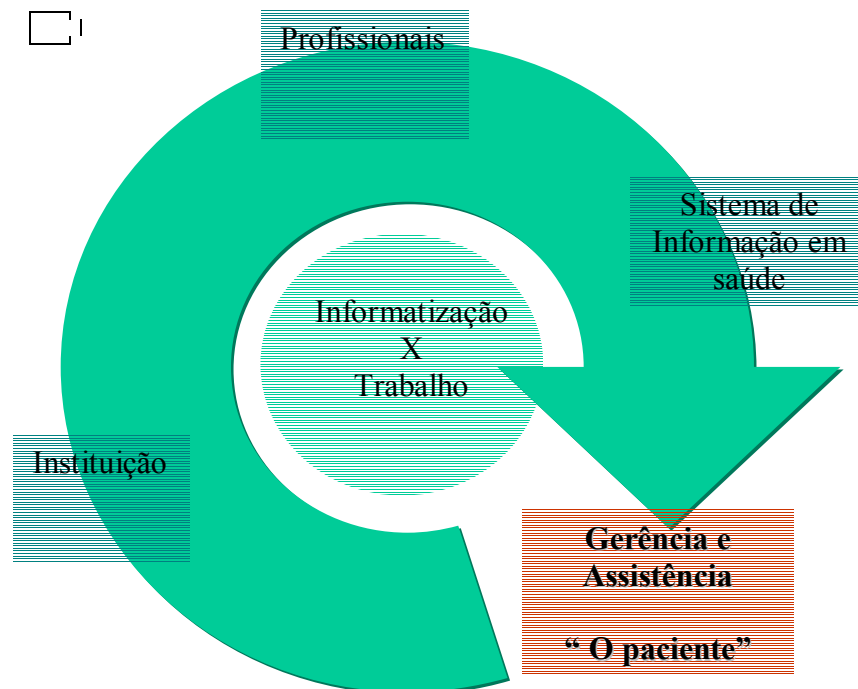 Profissionais
Sistema de
Informação em
saúde
Informatização
X
Trabalho
Instituição
Gerência e
Assistência
“ O paciente”